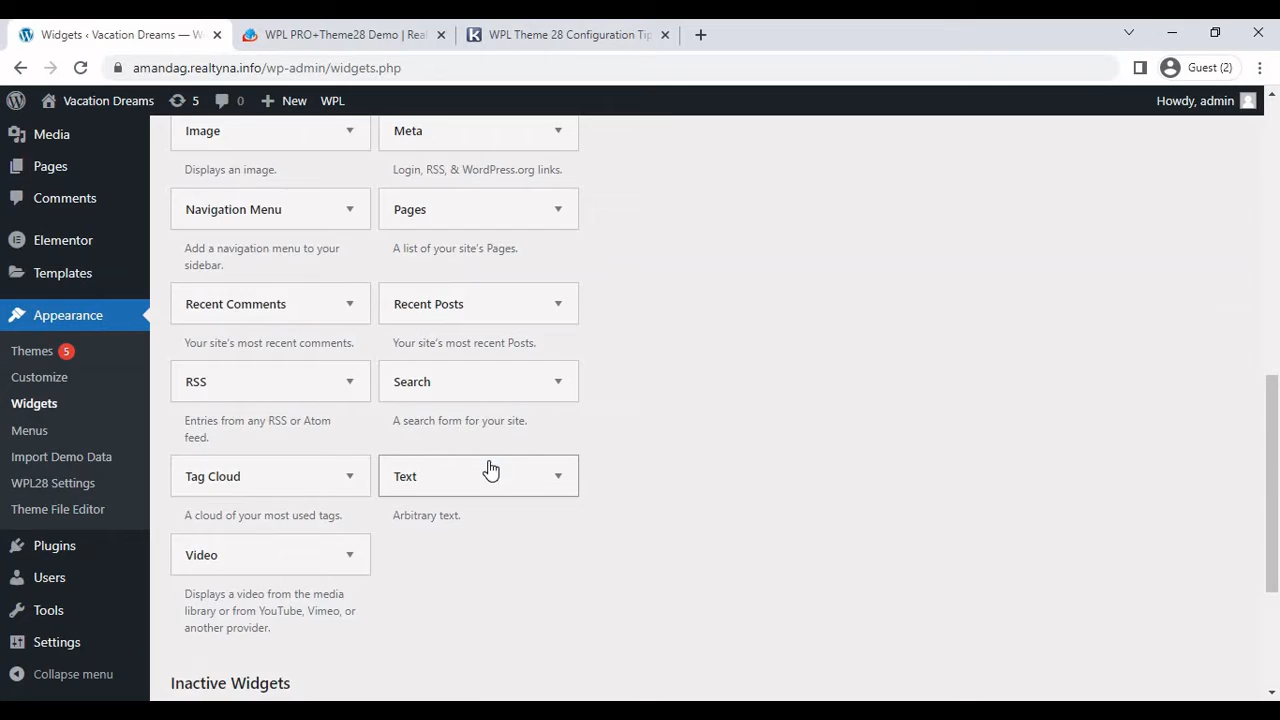 Widgets ‹ Vacation Dreams — W
WPL PRO+Theme28 Demo | Real
WPL Theme 28 Configuration Tip
amandag.realtyna.info/wp-admin/widgets.php
Guest (2)
Vacation Dreams
5
0
New
WPL
Howdy, admin
Media
Pages
Comments
Elementor
Templates
Appearance
Themes 5
Customize
Widgets
Menus
Import Demo Data
WPL28 Settings
Theme File Editor
Plugins
Users
Tools
Settings
Collapse menu
Image
Displays an image.
Meta
Login, RSS, & WordPress.org links.
Navigation Menu
Add a navigation menu to your
sidebar.
Pages
A list of your site's Pages.
Recent Comments
Your site's most recent comments.
Recent Posts
Your site's most recent Posts.
RSS
Entries from any RSS or Atom
feed.
Search
A search form for your site.
Tag Cloud
A cloud of your most used tags.
Text
Arbitrary text.
Video
Displays a video from the media
library or from YouTube, Vimeo, or
another provider.
Inactive Widgets